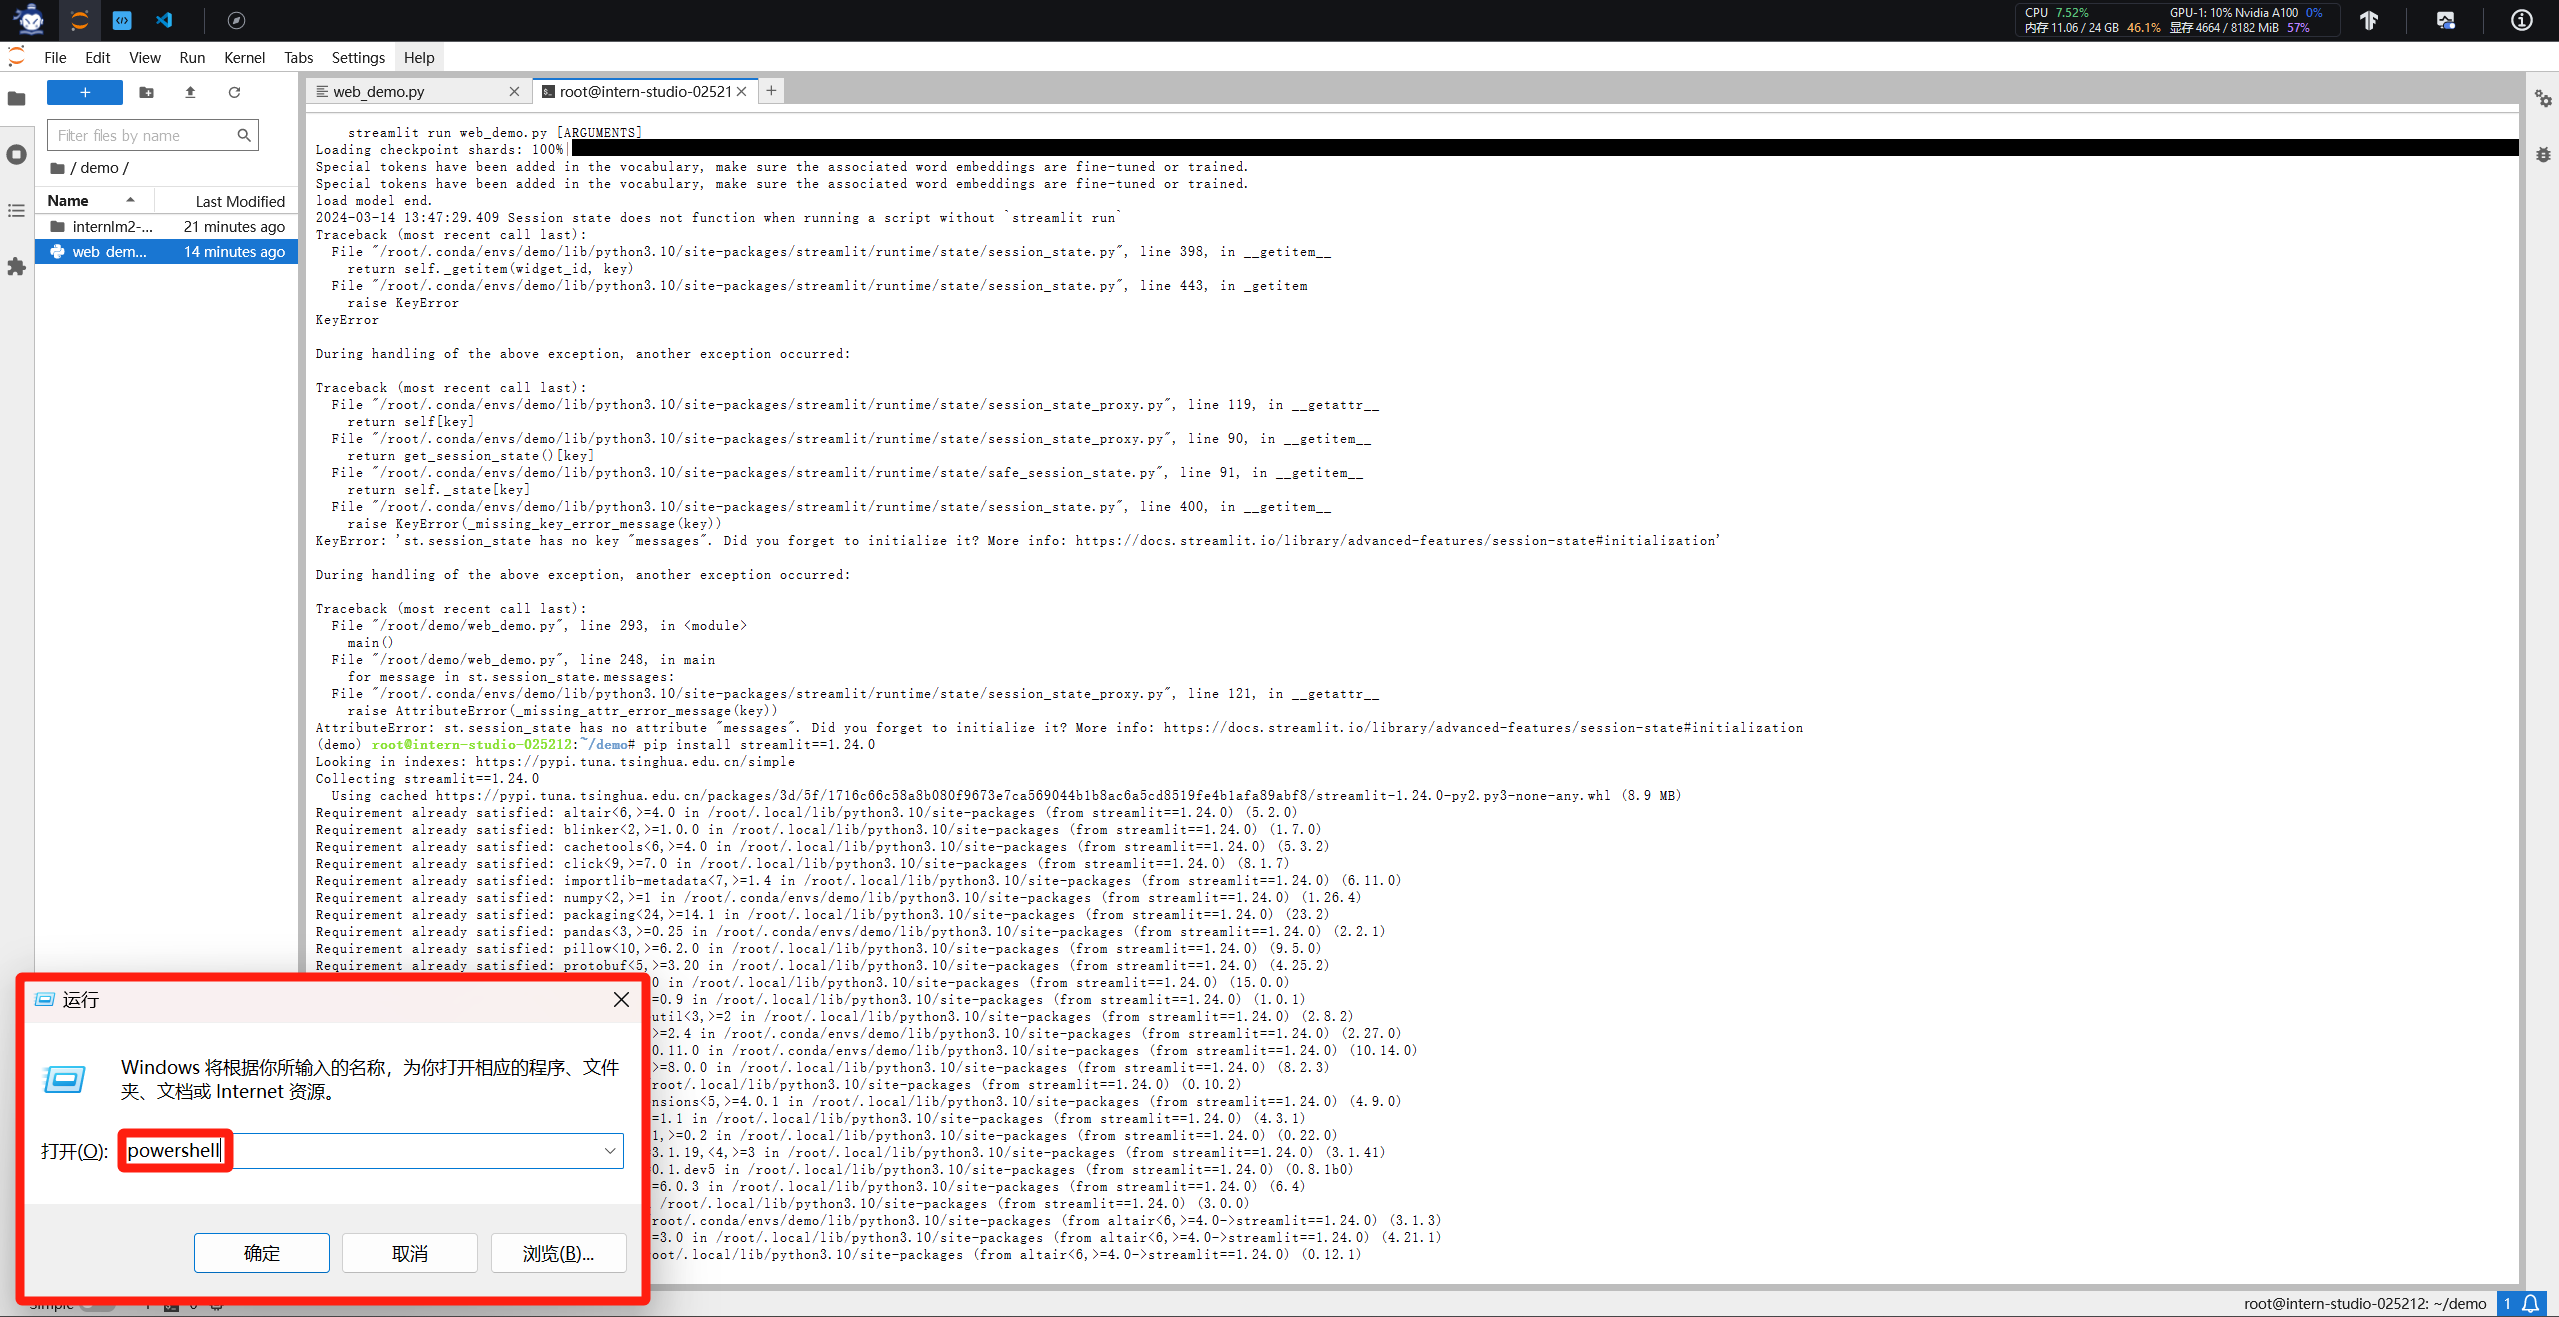 CPU 7.52%
GPU-1: 10% Nvidia A100 0%
内存 11.06 / 24 GB 46.1%
显存 4664 / 8182 MiB 57%
File Edit View Run Kernel Tabs Settings Help
+
web_demo.py
root@intern-studio-02521
Filter files by name
/ demo /
Name Last Modified
internlm2-... 21 minutes ago
web_dem... 14 minutes ago
streamlit run web_demo.py [ARGUMENTS]
Loading checkpoint shards: 100%|
Special tokens have been added in the vocabulary, make sure the associated word embeddings are fine-tuned or trained.
Special tokens have been added in the vocabulary, make sure the associated word embeddings are fine-tuned or trained.
load model end.
2024-03-14 13:47:29.409 Session state does not function when running a script without `streamlit run`
Traceback (most recent call last):
File "/root/.conda/envs/demo/lib/python3.10/site-packages/streamlit/runtime/state/session_state.py", line 398, in __getitem__
return self._getitem(widget_id, key)
File "/root/.conda/envs/demo/lib/python3.10/site-packages/streamlit/runtime/state/session_state.py", line 443, in _getitem
raise KeyError
KeyError
During handling of the above exception, another exception occurred:
Traceback (most recent call last):
File "/root/.conda/envs/demo/lib/python3.10/site-packages/streamlit/runtime/state/session_state_proxy.py", line 119, in __getattr__
return self[key]
File "/root/.conda/envs/demo/lib/python3.10/site-packages/streamlit/runtime/state/session_state_proxy.py", line 90, in __getitem__
return get_session_state()[key]
File "/root/.conda/envs/demo/lib/python3.10/site-packages/streamlit/runtime/state/safe_session_state.py", line 91, in __getitem__
return self._state[key]
File "/root/.conda/envs/demo/lib/python3.10/site-packages/streamlit/runtime/state/session_state.py", line 400, in __getitem__
raise KeyError(_missing_key_error_message(key))
KeyError: 'st.session_state has no key "messages". Did you forget to initialize it? More info: https://docs.streamlit.io/library/advanced-features/session-state#initialization'
During handling of the above exception, another exception occurred:
Traceback (most recent call last):
File "/root/demo/web_demo.py", line 293, in <module>
main()
File "/root/demo/web_demo.py", line 248, in main
for message in st.session_state.messages:
File "/root/.conda/envs/demo/lib/python3.10/site-packages/streamlit/runtime/state/session_state_proxy.py", line 121, in __getattr__
raise AttributeError(_missing_attr_error_message(key))
AttributeError: st.session_state has no attribute "messages". Did you forget to initialize it? More info: https://docs.streamlit.io/library/advanced-features/session-state#initialization
(demo) root@intern-studio-025212:~/demo# pip install streamlit==1.24.0
Looking in indexes: https://pypi.tuna.tsinghua.edu.cn/simple
Collecting streamlit==1.24.0
Using cached https://pypi.tuna.tsinghua.edu.cn/packages/3d/5f/1716c66c58a8b080f9673e7ca569044b1b8ac6a5cd8519fe4b1afa89abf8/streamlit-1.24.0-py2.py3-none-any.whl (8.9 MB)
Requirement already satisfied: altair<6,>=4.0 in /root/.local/lib/python3.10/site-packages (from streamlit==1.24.0) (5.2.0)
Requirement already satisfied: blinker<2,>=1.0.0 in /root/.local/lib/python3.10/site-packages (from streamlit==1.24.0) (1.7.0)
Requirement already satisfied: cachetools<6,>=4.0 in /root/.local/lib/python3.10/site-packages (from streamlit==1.24.0) (5.3.2)
Requirement already satisfied: click<9,>=7.0 in /root/.local/lib/python3.10/site-packages (from streamlit==1.24.0) (8.1.7)
Requirement already satisfied: importlib-metadata<7,>=1.4 in /root/.local/lib/python3.10/site-packages (from streamlit==1.24.0) (6.11.0)
Requirement already satisfied: numpy<2,>=1 in /root/.conda/envs/demo/lib/python3.10/site-packages (from streamlit==1.24.0) (1.26.4)
Requirement already satisfied: packaging<24,>=14.1 in /root/.local/lib/python3.10/site-packages (from streamlit==1.24.0) (23.2)
Requirement already satisfied: pandas<3,>=0.25 in /root/.conda/envs/demo/lib/python3.10/site-packages (from streamlit==1.24.0) (2.2.1)
Requirement already satisfied: pillow<10,>=6.2.0 in /root/.local/lib/python3.10/site-packages (from streamlit==1.24.0) (9.5.0)
Requirement already satisfied: protobuf<5,>=3.20 in /root/.local/lib/python3.10/site-packages (from streamlit==1.24.0) (4.25.2)
0 in /root/.local/lib/python3.10/site-packages (from streamlit==1.24.0) (15.0.0)
=0.9 in /root/.local/lib/python3.10/site-packages (from streamlit==1.24.0) (1.0.1)
util<3,>=2 in /root/.local/lib/python3.10/site-packages (from streamlit==1.24.0) (2.8.2)
>=2.4 in /root/.conda/envs/demo/lib/python3.10/site-packages (from streamlit==1.24.0) (2.27.0)
0.11.0 in /root/.conda/envs/demo/lib/python3.10/site-packages (from streamlit==1.24.0) (10.14.0)
>=8.0.0 in /root/.local/lib/python3.10/site-packages (from streamlit==1.24.0) (8.2.3)
root/.local/lib/python3.10/site-packages (from streamlit==1.24.0) (0.10.2)
nsions<5,>=4.0.1 in /root/.local/lib/python3.10/site-packages (from streamlit==1.24.0) (4.9.0)
=1.1 in /root/.local/lib/python3.10/site-packages (from streamlit==1.24.0) (4.3.1)
1,>=0.2 in /root/.local/lib/python3.10/site-packages (from streamlit==1.24.0) (0.22.0)
3.1.19,<4,>=3 in /root/.local/lib/python3.10/site-packages (from streamlit==1.24.0) (3.1.41)
0.1.dev5 in /root/.local/lib/python3.10/site-packages (from streamlit==1.24.0) (0.8.1b0)
=6.0.3 in /root/.local/lib/python3.10/site-packages (from streamlit==1.24.0) (6.4)
/root/.local/lib/python3.10/site-packages (from streamlit==1.24.0) (3.0.0)
root/.conda/envs/demo/lib/python3.10/site-packages (from altair<6,>=4.0->streamlit==1.24.0) (3.1.3)
=3.0 in /root/.local/lib/python3.10/site-packages (from altair<6,>=4.0->streamlit==1.24.0) (4.21.1)
oot/.local/lib/python3.10/site-packages (from altair<6,>=4.0->streamlit==1.24.0) (0.12.1)
运行
Windows 将根据你所输入的名称，为你打开相应的程序、文件
夹、文档或 Internet 资源。
打开(O): powershell
确定 取消 浏览(B)...
Simple
root@intern-studio-025212: ~/demo 1